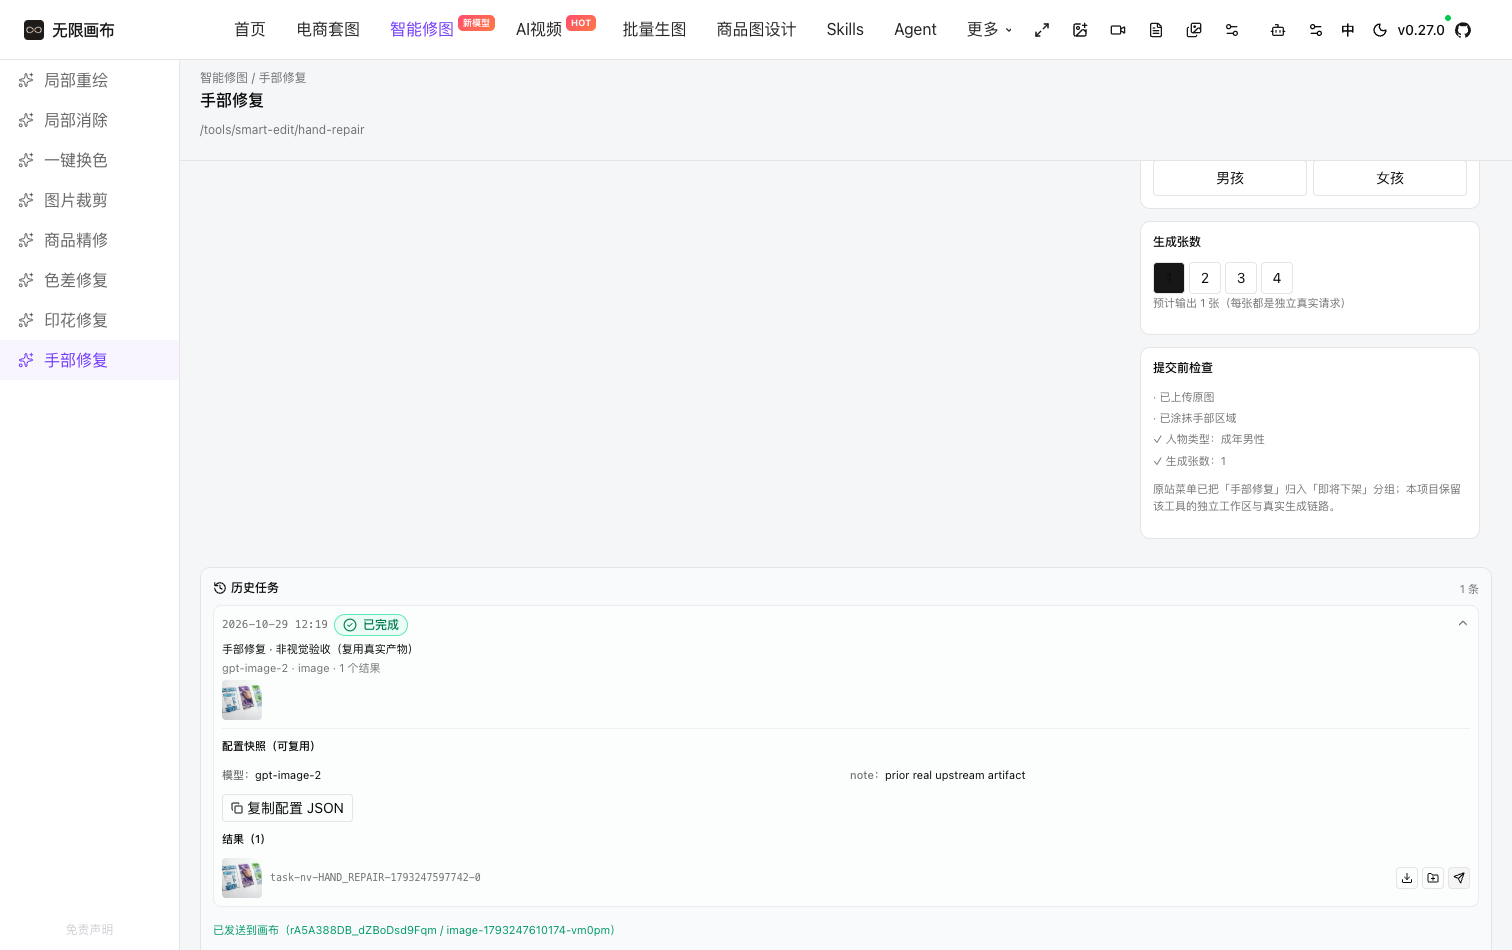 无限画布
首页
电商套图
智能修图
新模型
AI视频
HOT
批量生图
商品图设计
Skills
Agent
更多
中
v0.27.0
局部重绘
局部消除
一键换色
图片裁剪
商品精修
色差修复
印花修复
手部修复
免责声明
智能修图 / 手部修复
手部修复
/tools/smart-edit/hand-repair
男孩
女孩
生成张数
1
2
3
4
预计输出 1 张（每张都是独立真实请求）
提交前检查
· 已上传原图
· 已涂抹手部区域
✓ 人物类型：成年男性
✓ 生成张数：1
原站菜单已把「手部修复」归入「即将下架」分组；本项目保留
该工具的独立工作区与真实生成链路。
历史任务
1 条
2026-10-29 12:19
已完成
手部修复 · 非视觉验收（复用真实产物）
gpt-image-2 · image · 1 个结果
配置快照（可复用）
模型：gpt-image-2
note：prior real upstream artifact
复制配置 JSON
结果（1）
task-nv-HAND_REPAIR-1793247597742-0
已发送到画布（rA5A388DB_dZBoDsd9Fqm / image-1793247610174-vm0pm）